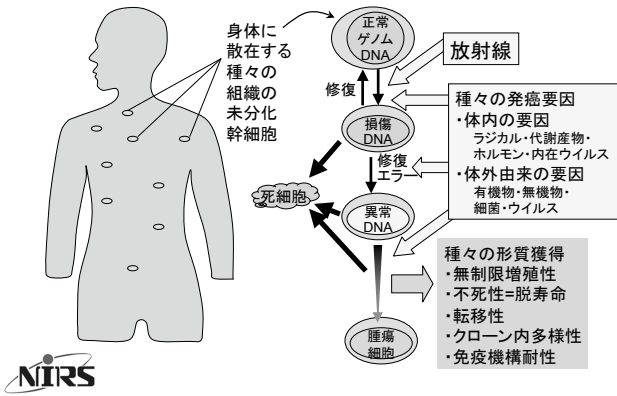 身体に
散在する
種々の
組織の
未分化
幹細胞
正常
ゲノム
DNA
放射線
修復
損傷
DNA
種々の発癌要因
・体内の要因
ラジカル・代謝産物・
ホルモン・内在ウイルス
・体外由来の要因
有機物・無機物・
細菌・ウイルス
修復
エラー
死細胞
異常
DNA
種々の形質獲得
・無制限増殖性
・不死性=脱寿命
・転移性
・クローン内多様性
・免疫機構耐性
腫瘍
細胞
NIRS